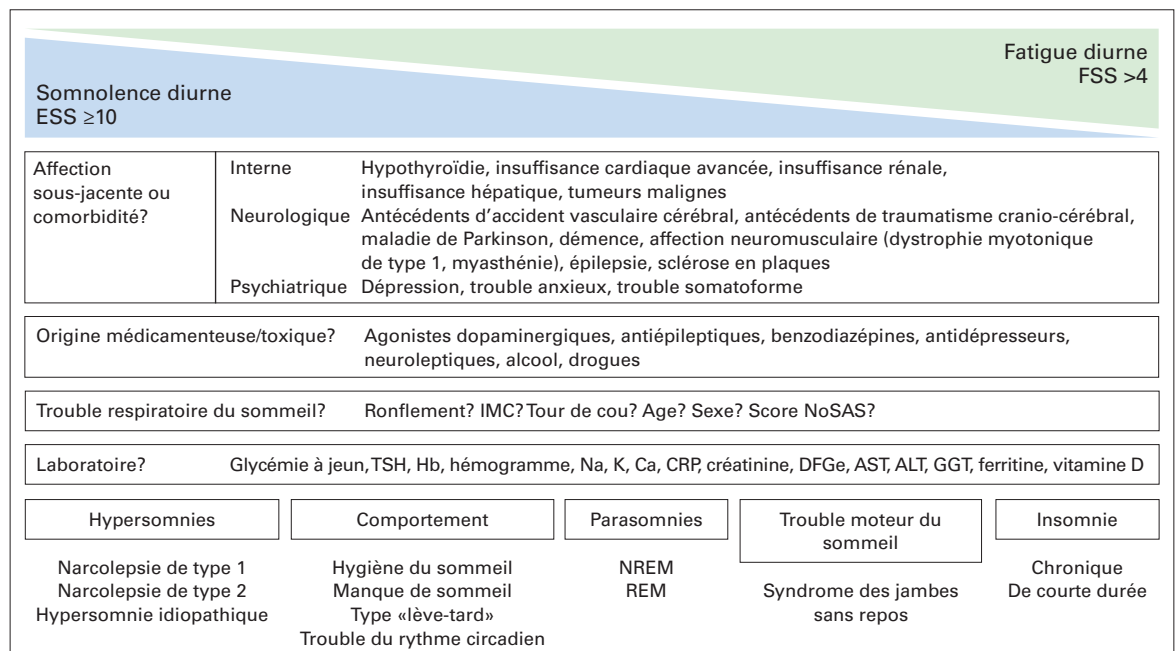 Fatigue diurne
FSS >4
Somnolence diurne
ESS ≥10
Affection
sous-jacente ou
comorbidité?
Interne Hypothyroïdie, insuffisance cardiaque avancée, insuffisance rénale,
insuffisance hépatique, tumeurs malignes
Neurologique Antécédents d'accident vasculaire cérébral, antécédents de traumatisme cranio-cérébral,
maladie de Parkinson, démence, affection neuromusculaire (dystrophie myotonique
de type 1, myasthénie), épilepsie, sclérose en plaques
Psychiatrique Dépression, trouble anxieux, trouble somatoforme
Origine médicamenteuse/toxique? Agonistes dopaminergiques, antiépileptiques, benzodiazépines, antidépresseurs,
neuroleptiques, alcool, drogues
Trouble respiratoire du sommeil? Ronflement? IMC? Tour de cou? Age? Sexe? Score NoSAS?
Laboratoire? Glycémie à jeun, TSH, Hb, hémogramme, Na, K, Ca, CRP, créatinine, DFGe, AST, ALT, GGT, ferritine, vitamine D
Hypersomnies
Narcolepsie de type 1
Narcolepsie de type 2
Hypersomnie idiopathique
Comportement
Hygiène du sommeil
Manque de sommeil
Type «lève-tard»
Trouble du rythme circadien
Parasomnies
NREM
REM
Trouble moteur du
sommeil
Syndrome des jambes
sans repos
Insomnie
Chronique
De courte durée